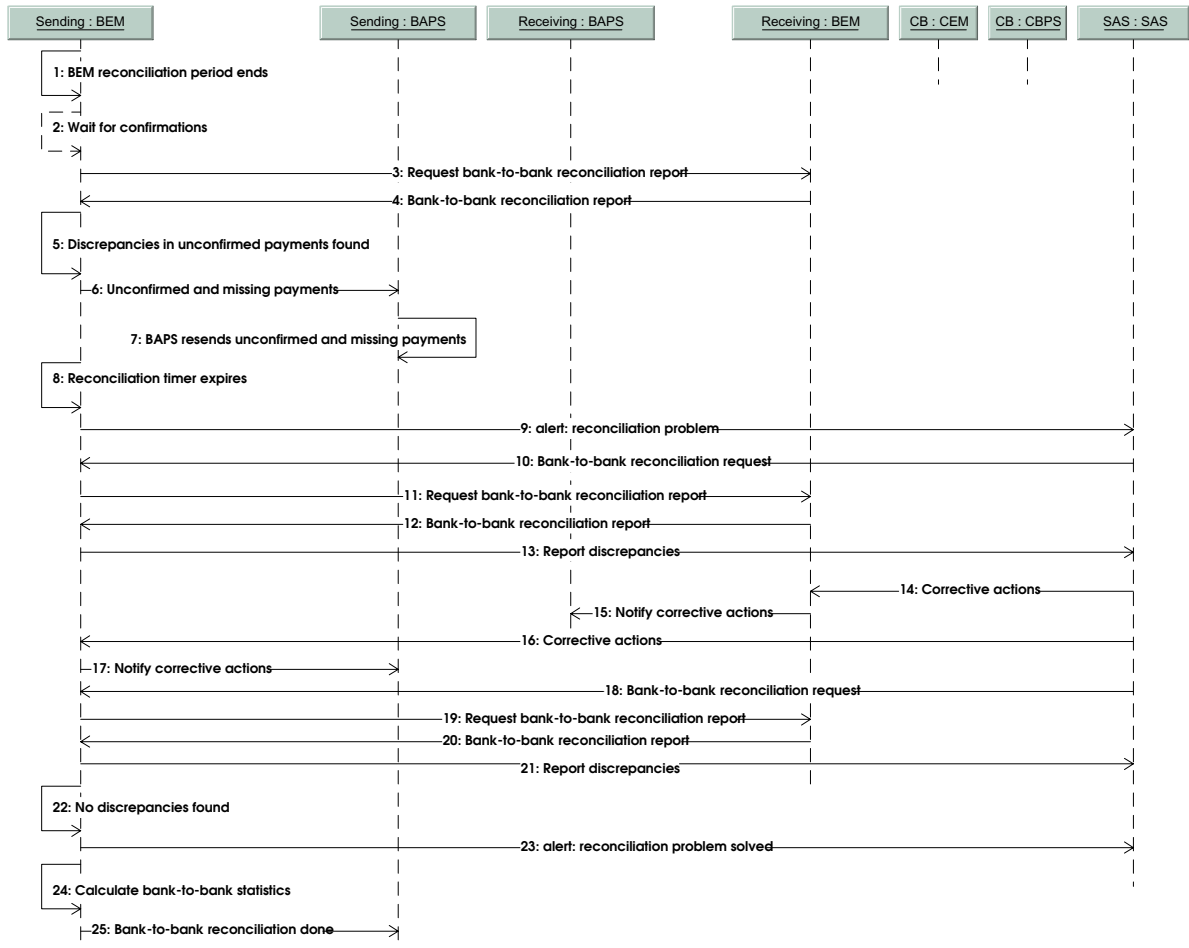 Sending : BEM
Sending : BAPS
Receiving : BAPS
Receiving : BEM
CB : CEM
CB : CBPS
SAS : SAS
1: BEM reconciliation period ends
2: Wait for confirmations
3: Request bank-to-bank reconciliation report
4: Bank-to-bank reconciliation report
5: Discrepancies in unconfirmed payments found
6: Unconfirmed and missing payments
7: BAPS resends unconfirmed and missing payments
8: Reconciliation timer expires
9: alert: reconciliation problem
10: Bank-to-bank reconciliation request
11: Request bank-to-bank reconciliation report
12: Bank-to-bank reconciliation report
13: Report discrepancies
14: Corrective actions
15: Notify corrective actions
16: Corrective actions
17: Notify corrective actions
18: Bank-to-bank reconciliation request
19: Request bank-to-bank reconciliation report
20: Bank-to-bank reconciliation report
21: Report discrepancies
22: No discrepancies found
23: alert: reconciliation problem solved
24: Calculate bank-to-bank statistics
25: Bank-to-bank reconciliation done